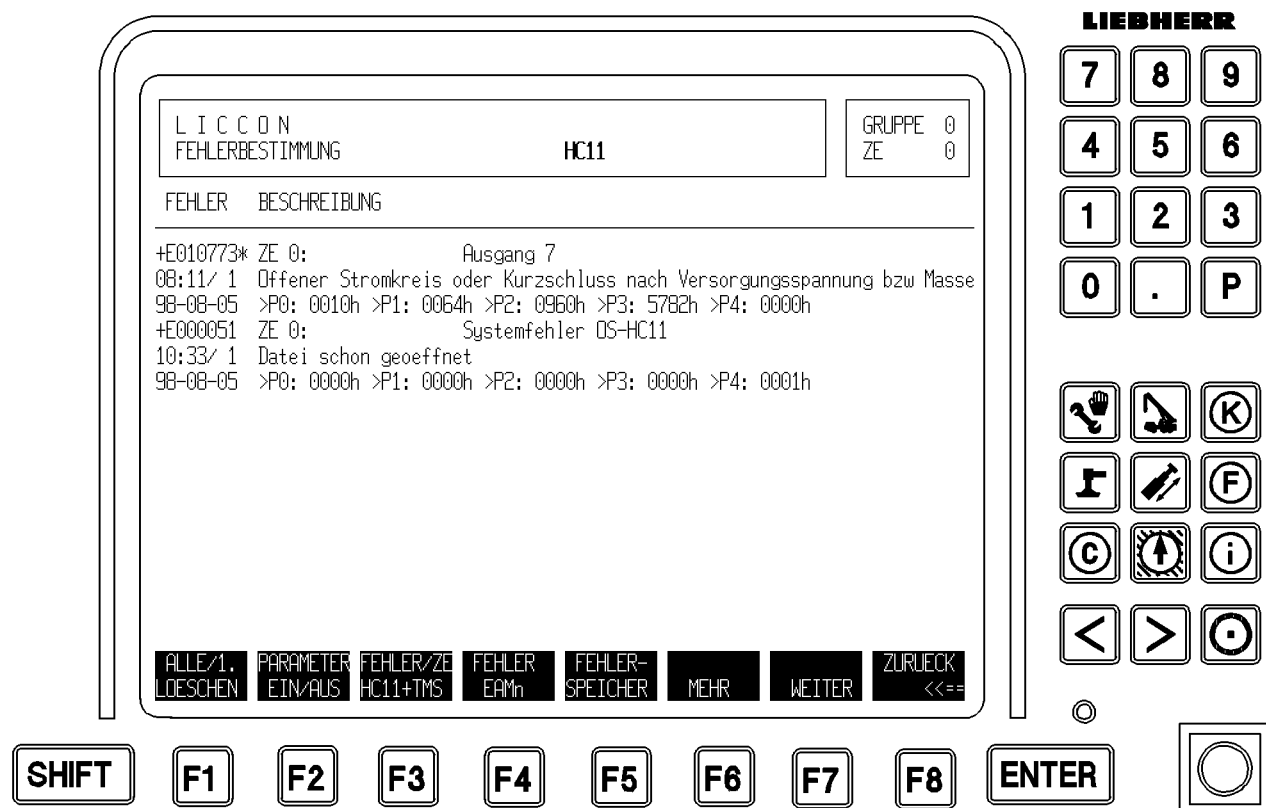 LIEBHERR
L I C C O N
FEHLERBESTIMMUNG HC11
GRUPPE 0
ZE 0
FEHLER BESCHREIBUNG
+E010773* ZE 0: Ausgang 7
08:11/ 1 Offener Stromkreis oder Kurzschluss nach Versorgungsspannung bzw Masse
98-08-05 >P0: 0010h >P1: 0064h >P2: 0960h >P3: 5782h >P4: 0000h
+E000051 ZE 0: Systemfehler OS-HC11
10:33/ 1 Datei schon geoeffnet
98-08-05 >P0: 0000h >P1: 0000h >P2: 0000h >P3: 0000h >P4: 0001h
ALLE/1. PARAMETER FEHLER/ZE FEHLER FEHLER- ZURUECK
LOESCHEN EIN/AUS HC11+TMS EAMn SPEICHER MEHR WEITER <<==
7 8 9
4 5 6
1 2 3
0 . P
K
F
C i
< >
SHIFT F1 F2 F3 F4 F5 F6 F7 F8 ENTER